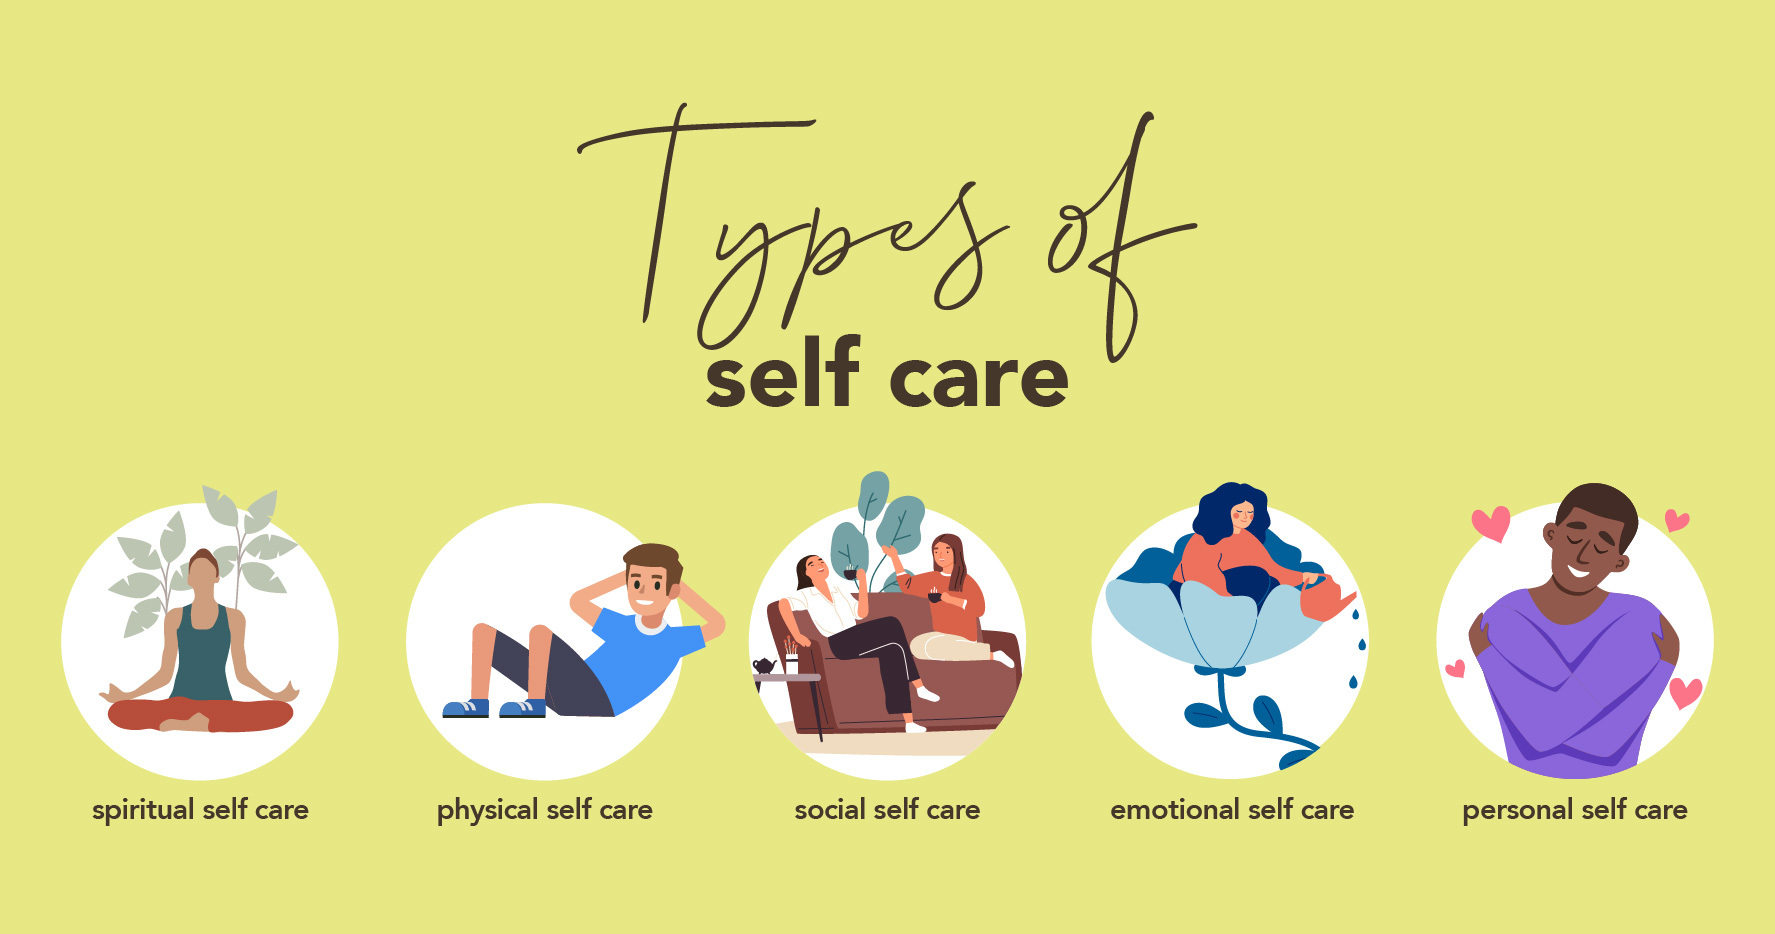 Types of
self care
spiritual self care
physical self care
social self care
emotional self care
personal self care